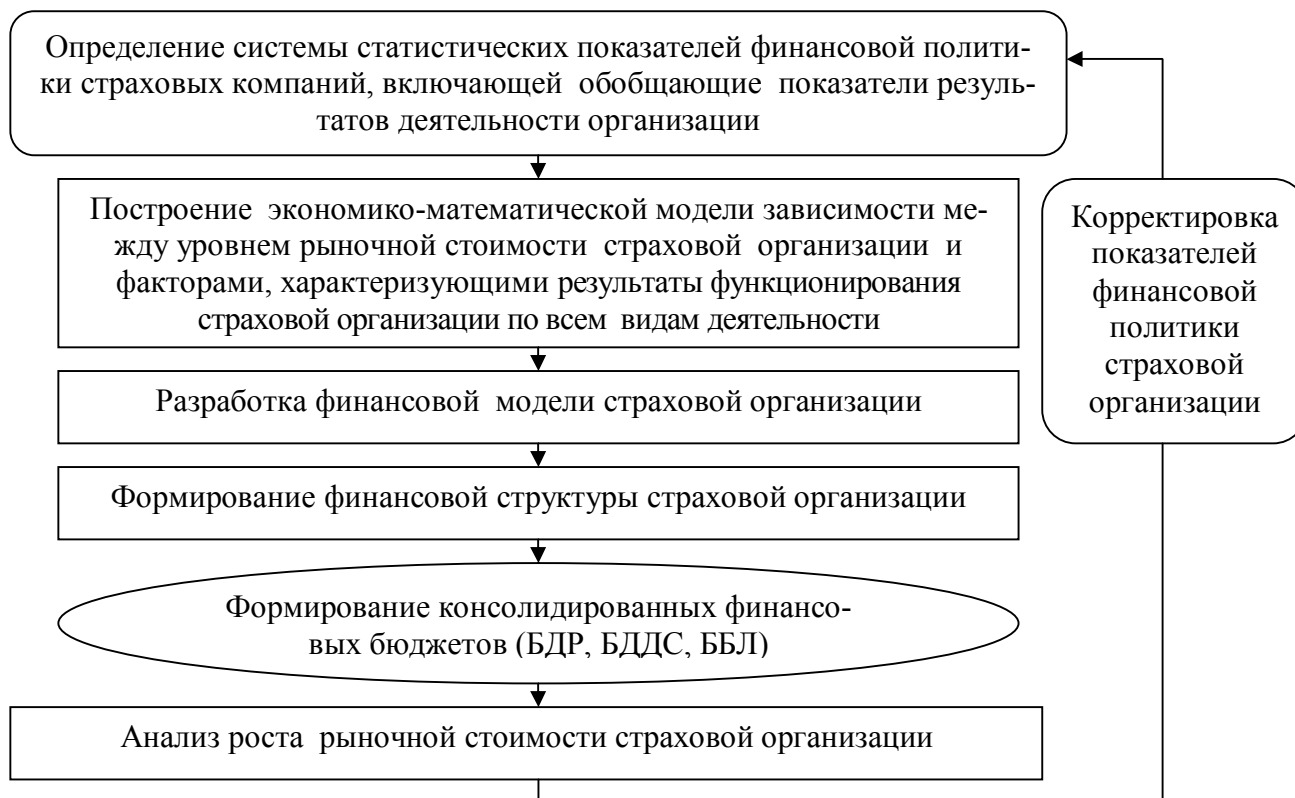 Определение системы статистических показателей финансовой полити-
ки страховых компаний, включающей обобщающие показатели резуль-
татов деятельности организации
Построение экономико-математической модели зависимости ме-
жду уровнем рыночной стоимости страховой организации и
факторами, характеризующими результаты функционирования
страховой организации по всем видам деятельности
Разработка финансовой модели страховой организации
Формирование финансовой структуры страховой организации
Формирование консолидированных финансо-
вых бюджетов (БДР, БДДС, ББЛ)
Анализ роста рыночной стоимости страховой организации
Корректировка
показателей
финансовой
политики
страховой
организации